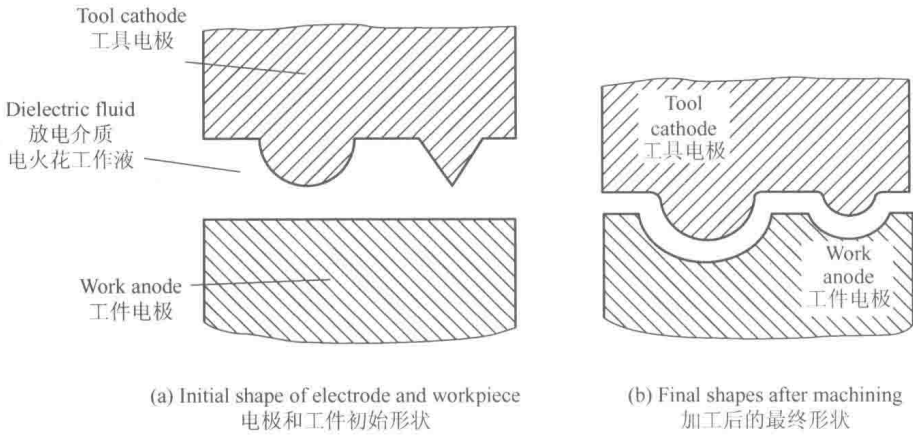 Tool cathode
工具电极
Dielectric fluid
放电介质
电火花工作液
Work anode
工件电极
(a) Initial shape of electrode and workpiece
电极和工件初始形状
Tool
cathode
工具电极
Work
anode
工件电极
(b) Final shapes after machining
加工后的最终形状